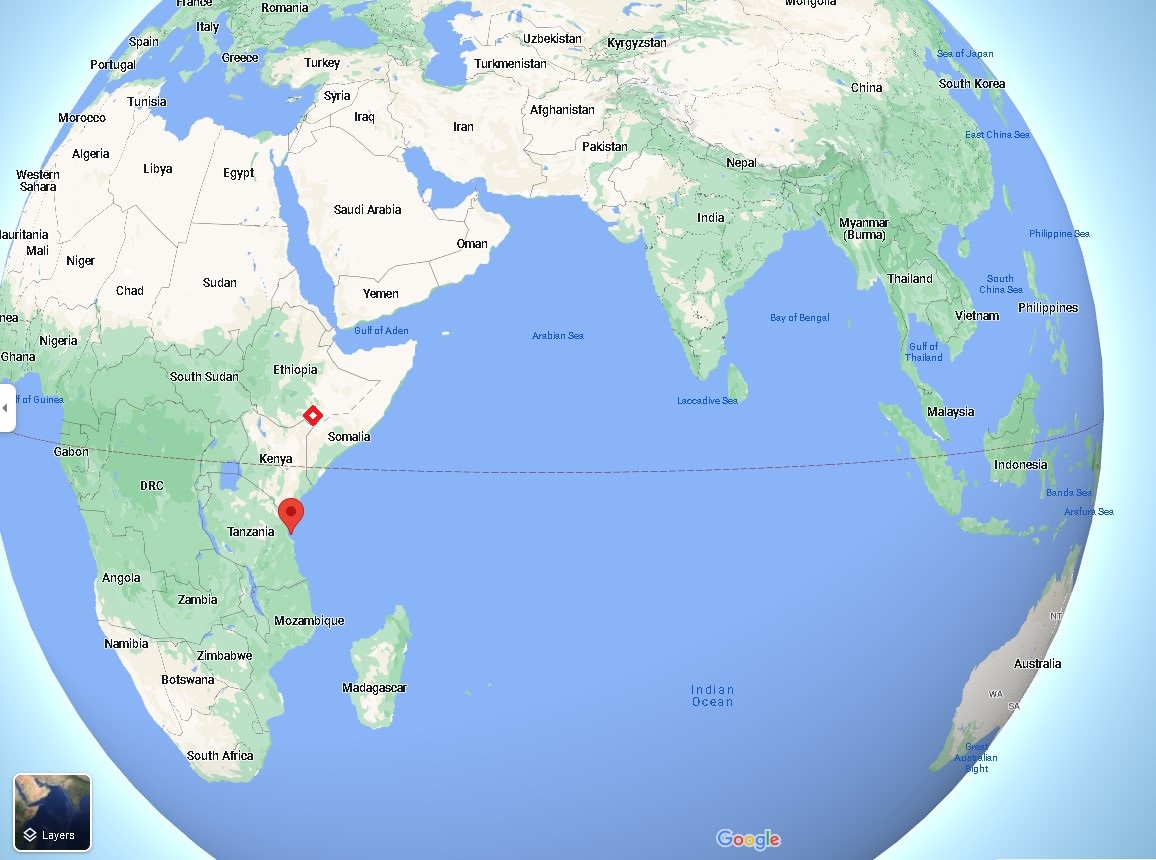 France
Romania
Mongolia
Italy
Spain
Uzbekistan
Kyrgyzstan
Sea of Japan
Greece
Turkey
Turkmenistan
Portugal
China
South Korea
Syria
Tunisia
Afghanistan
Morocco
Iraq
Iran
East China Sea
Pakistan
Algeria
Nepal
Libya
Egypt
Western
Sahara
Saudi Arabia
India
Myanmar
(Burma)
auritania
Mali
Oman
Philippine Sea
Niger
Sudan
Thailand
South
China Sea
Chad
Yemen
Philippines
nea
Vietnam
Bay of Bengal
Gulf of Aden
Arabian Sea
Nigeria
Ghana
Gulf of
Thailand
Ethiopia
South Sudan
f of Guinea
Laccadive Sea
Malaysia
Somalia
Gabon
Kenya
Indonesia
DRC
Banda Sea
Arafura Sea
Tanzania
Angola
Zambia
Mozambique
NT
Namibia
Zimbabwe
Australia
Botswana
Madagascar
Indian
Ocean
WA
SA
South Africa
Great
Australian
Bight
Layers
Google